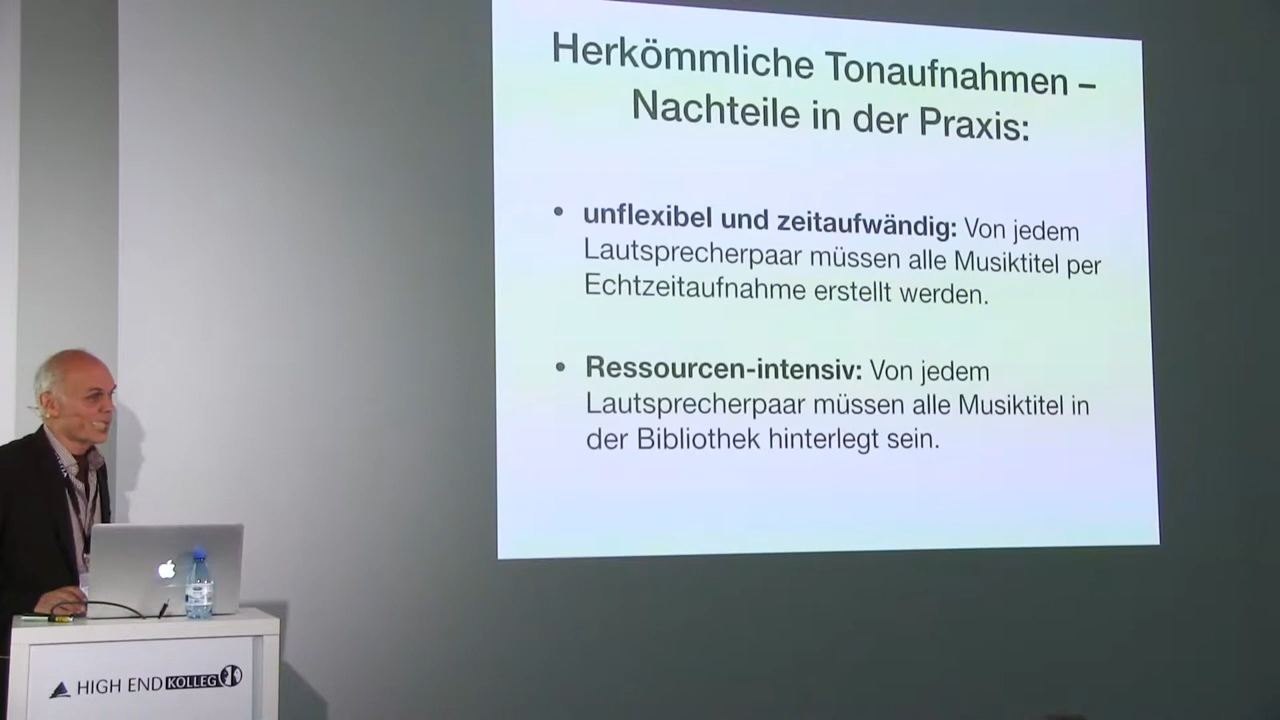 Herkömmliche Tonaufnahmen –
Nachteile in der Praxis:
• unflexibel und zeitaufwändig: Von jedem
Lautsprecherpaar müssen alle Musiktitel per
Echtzeitaufnahme erstellt werden.
• Ressourcen-intensiv: Von jedem
Lautsprecherpaar müssen alle Musiktitel in
der Bibliothek hinterlegt sein.
HIGH END KOLLEG